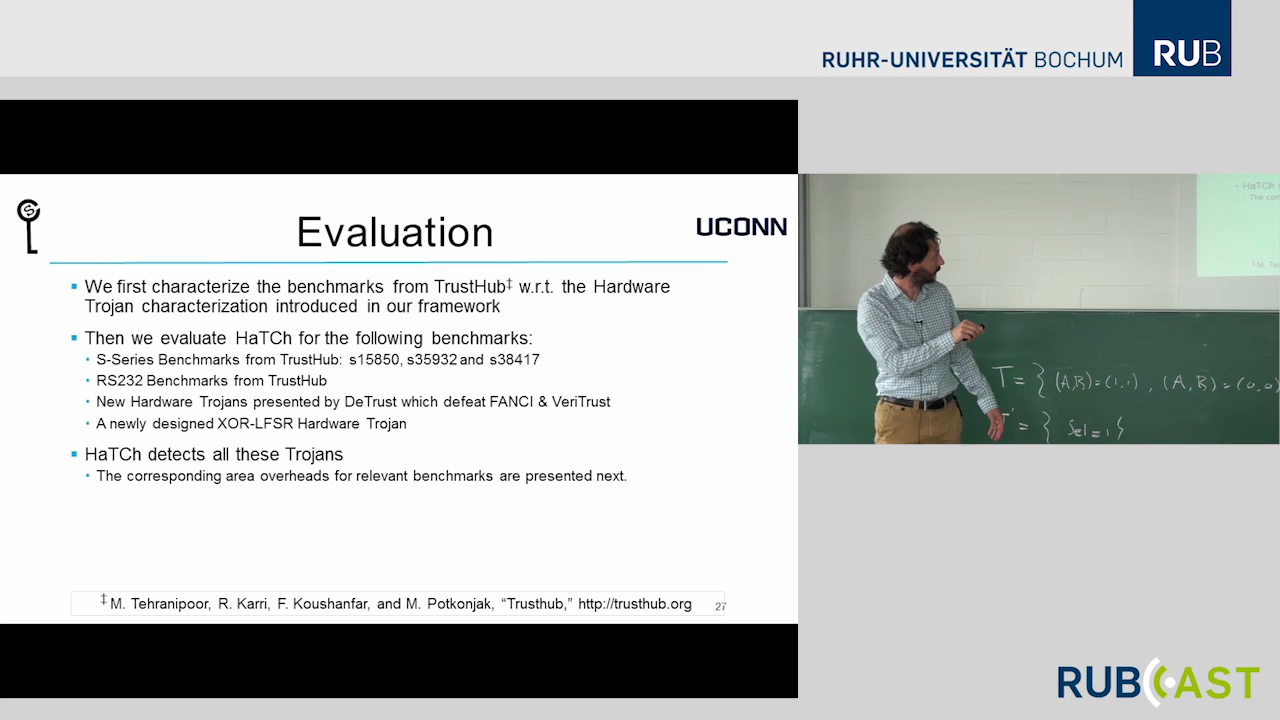 RUHR-UNIVERSITÄT BOCHUM RUB
Evaluation
UCONN
▪ We first characterize the benchmarks from TrustHub‡ w.r.t. the Hardware
Trojan characterization introduced in our framework
▪ Then we evaluate HaTCh for the following benchmarks:
• S-Series Benchmarks from TrustHub: s15850, s35932 and s38417
• RS232 Benchmarks from TrustHub
• New Hardware Trojans presented by DeTrust which defeat FANCI & VeriTrust
• A newly designed XOR-LFSR Hardware Trojan
▪ HaTCh detects all these Trojans
• The corresponding area overheads for relevant benchmarks are presented next.
‡ M. Tehranipoor, R. Karri, F. Koushanfar, and M. Potkonjak, “Trusthub,” http://trusthub.org
27
- HaTCh
- The
T = { (A,B)=(1,1) , (A,B)=(0,0)
= { Sel=1 }
RUBCAST